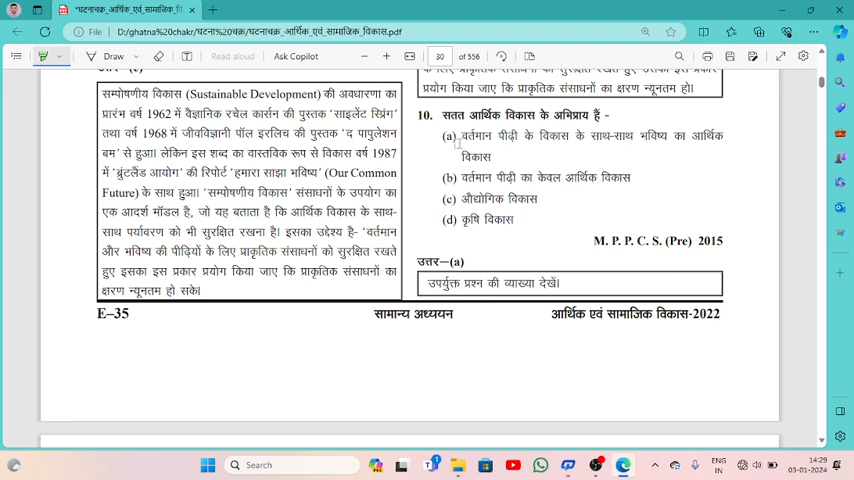 *घटनाचक्र_आर्थिक_एवं_सामाजिक_वि
File
D:/ghatna%20chakr/घटना%20चक्र/घटनाचक्र_आर्थिक_एवं_सामाजिक_विकास.pdf
Draw
Read aloud
Ask Copilot
30
of 556
सम्पोषणीय विकास (Sustainable Development) की अवधारणा का
प्रारंभ वर्ष 1962 में वैज्ञानिक रचेल कार्सन की पुस्तक 'साइलेंट स्प्रिंग'
तथा वर्ष 1968 में जीवविज्ञानी पॉल इरलिच की पुस्तक 'द पापुलेशन
बम' से हुआ। लेकिन इस शब्द का वास्तविक रूप से विकास वर्ष 1987
में 'ब्रुंटलैंड आयोग' की रिपोर्ट 'हमारा साझा भविष्य' (Our Common
Future) के साथ हुआ। 'सम्पोषणीय विकास' संसाधनों के उपयोग का
एक आदर्श मॉडल है, जो यह बताता है कि आर्थिक विकास के साथ-
साथ पर्यावरण को भी सुरक्षित रखना है। इसका उद्देश्य है- 'वर्तमान
और भविष्य की पीढ़ियों के लिए प्राकृतिक संसाधनों को सुरक्षित रखते
हुए इसका इस प्रकार प्रयोग किया जाए कि प्राकृतिक संसाधनों का
क्षरण न्यूनतम हो सके।
प्रयोग किया जाए कि प्राकृतिक संसाधनों का क्षरण न्यूनतम हो।
10. सतत आर्थिक विकास के अभिप्राय हैं -
(a) वर्तमान पीढ़ी के विकास के साथ-साथ भविष्य का आर्थिक
विकास
(b) वर्तमान पीढ़ी का केवल आर्थिक विकास
(c) औद्योगिक विकास
(d) कृषि विकास
M. P. P. C. S. (Pre) 2015
उत्तर—(a)
उपर्युक्त प्रश्न की व्याख्या देखें।
E–35
सामान्य अध्ययन
आर्थिक एवं सामाजिक विकास-2022
Search
1
ENG
IN
14:29
03-01-2024